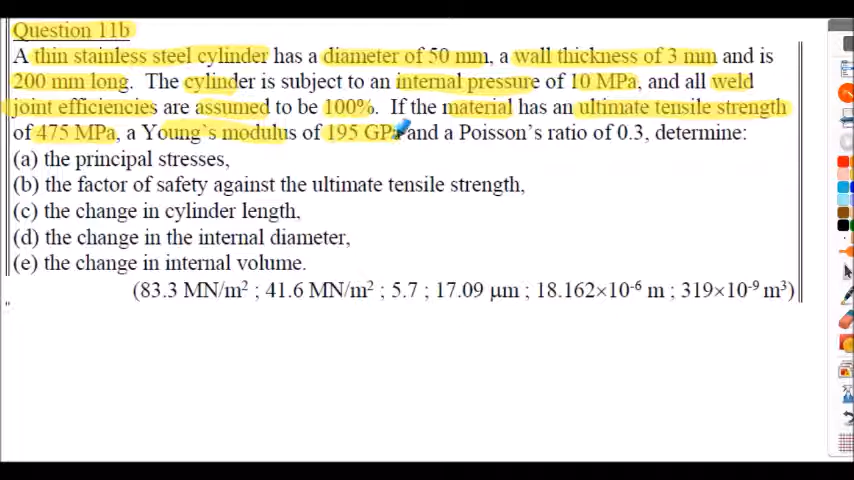 Question 11b
A thin stainless steel cylinder has a diameter of 50 mm, a wall thickness of 3 mm and is
200 mm long. The cylinder is subject to an internal pressure of 10 MPa, and all weld
joint efficiencies are assumed to be 100%. If the material has an ultimate tensile strength
of 475 MPa, a Young's modulus of 195 GPa and a Poisson's ratio of 0.3, determine:
(a) the principal stresses,
(b) the factor of safety against the ultimate tensile strength,
(c) the change in cylinder length,
(d) the change in the internal diameter,
(e) the change in internal volume.
(83.3 MN/m² ; 41.6 MN/m² ; 5.7 ; 17.09 μm ; 18.162×10⁻⁶ m ; 319×10⁻⁹ m³)